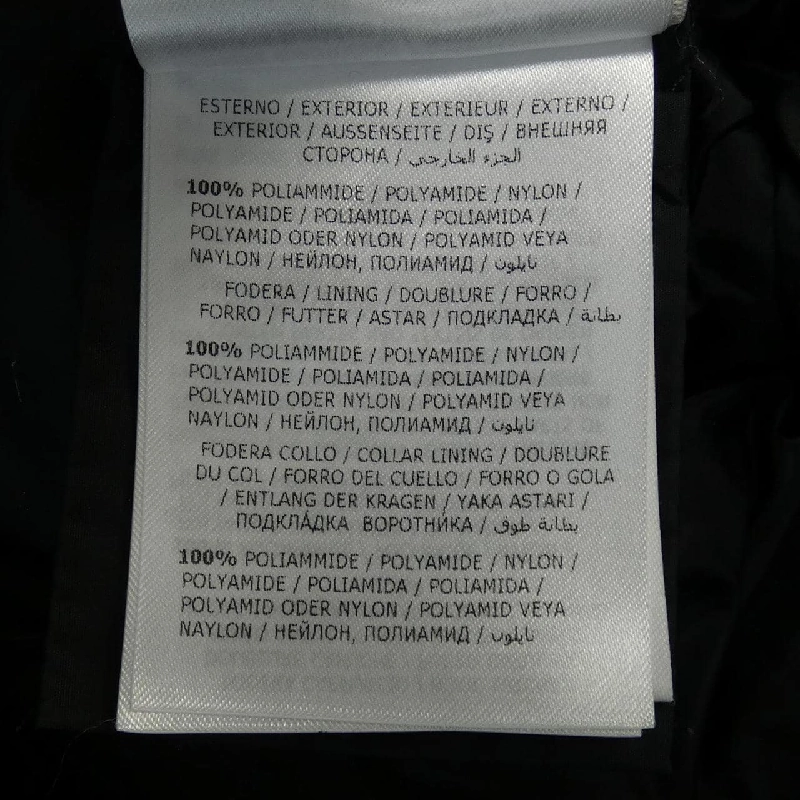 ESTERNO / EXTERIOR / EXTERIEUR / EXTERNO /
EXTERIOR / AUSSENSEITE / DIŞ / ВНЕШНЯЯ
СТОРОНА / الجزء الخارجي
100% POLIAMMIDE / POLYAMIDE / NYLON /
POLYAMIDE / POLIAMIDA / POLIAMIDA /
POLYAMID ODER NYLON / POLYAMID VEYA
NAYLON / НЕЙЛОН, ПОЛИАМИД / نايلون
FODERA / LINING / DOUBLURE / FORRO /
FORRO / FUTTER / ASTAR / ПОДКЛАДКА / بطانة
100% POLIAMMIDE / POLYAMIDE / NYLON /
POLYAMIDE / POLIAMIDA / POLIAMIDA /
POLYAMID ODER NYLON / POLYAMID VEYA
NAYLON / НЕЙЛОН, ПОЛИАМИД / نايلون
FODERA COLLO / COLLAR LINING / DOUBLURE
DU COL / FORRO DEL CUELLO / FORRO O GOLA
/ ENTLANG DER KRAGEN / YAKA ASTARI /
ПОДКЛА́ДКА ВОРОТНИ́КА / بطانة طوق
100% POLIAMMIDE / POLYAMIDE / NYLON /
POLYAMIDE / POLIAMIDA / POLIAMIDA /
POLYAMID ODER NYLON / POLYAMID VEYA
NAYLON / НЕЙЛОН, ПОЛИАМИД / نايلون